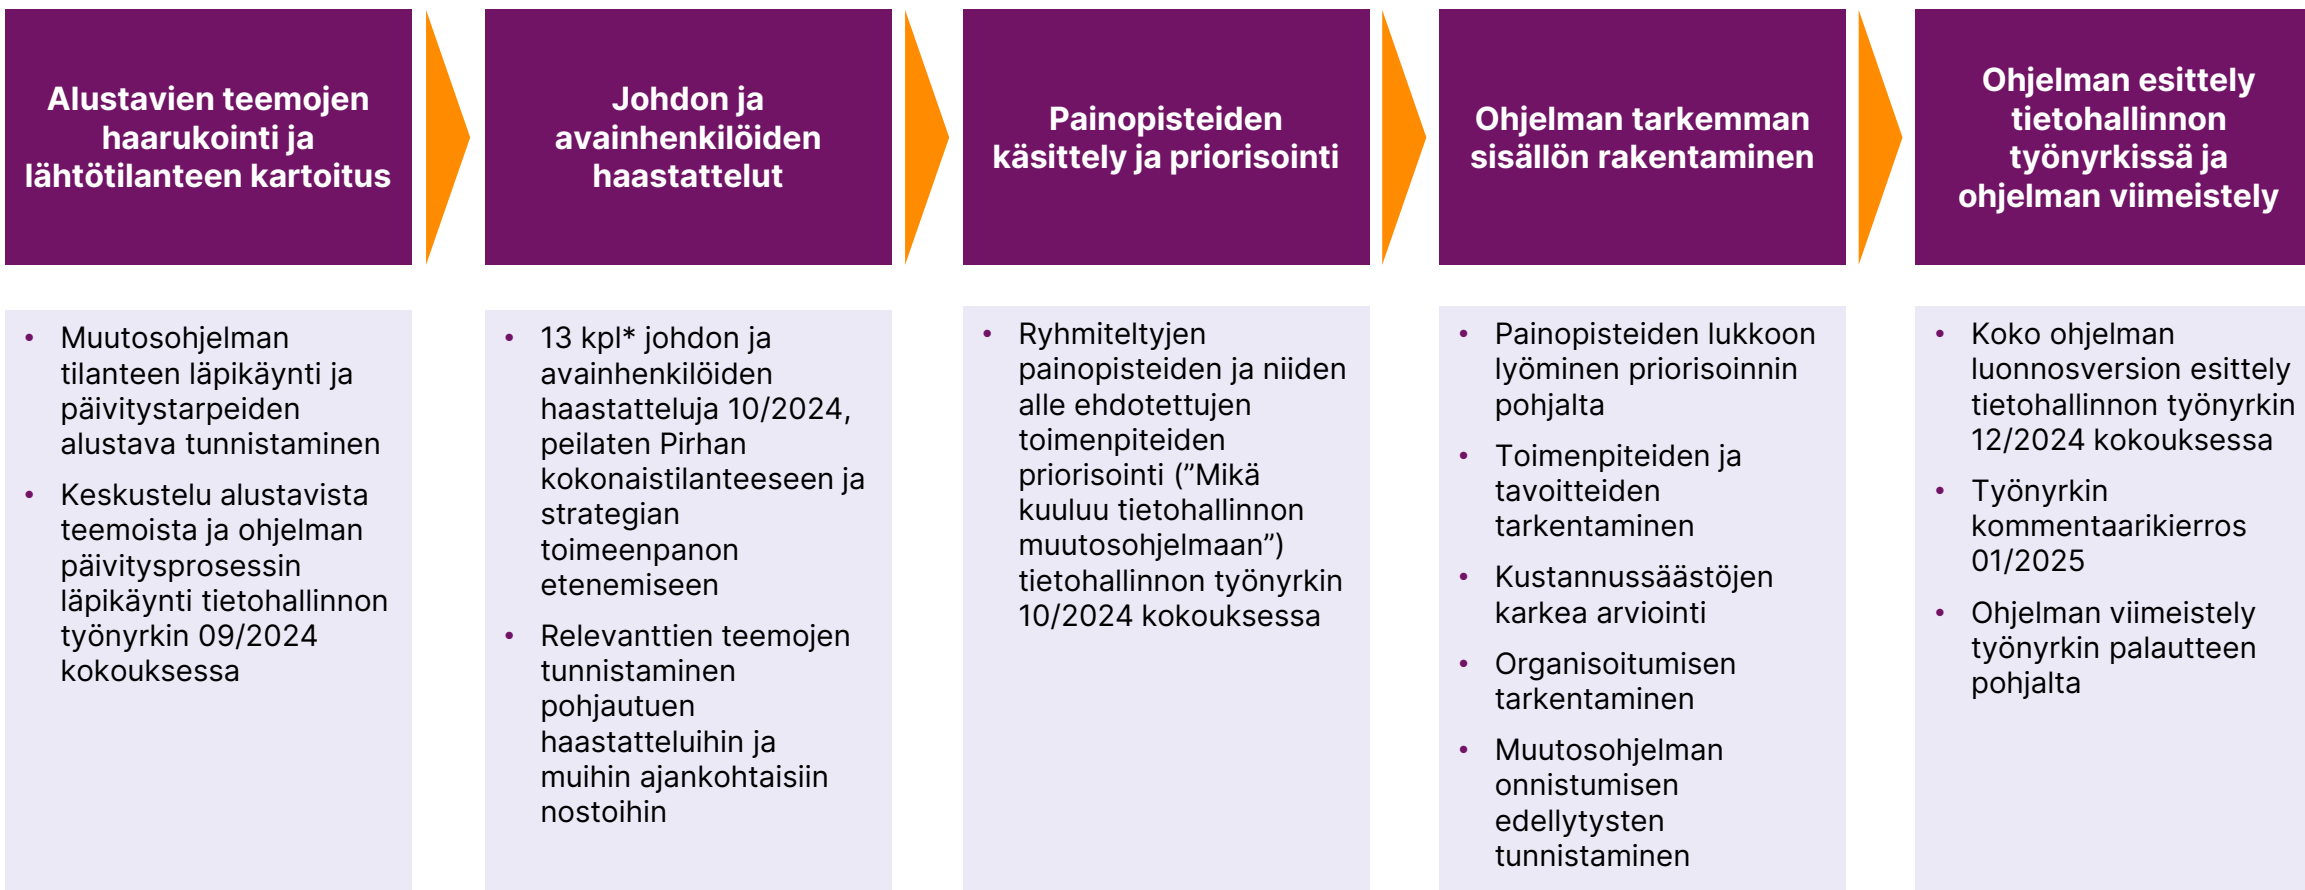 Alustavien teemojen
haarukointi ja
lähtötilanteen kartoitus
Johdon ja
avainhenkilöiden
haastattelut
Painopisteiden
käsittely ja priorisointi
Ohjelman tarkemman
sisällön rakentaminen
Ohjelman esittely
tietohallinnon
työnyrkissä ja
ohjelman viimeistely
• Muutosohjelman
tilanteen läpikäynti ja
päivitystarpeiden
alustava tunnistaminen
• Keskustelu alustavista
teemoista ja ohjelman
päivitysprosessin
läpikäynti tietohallinnon
työnyrkin 09/2024
kokouksessa
• 13 kpl* johdon ja
avainhenkilöiden
haastatteluja 10/2024,
peilaten Pirhan
kokonaistilanteeseen ja
strategian
toimeenpanon
etenemiseen
• Relevanttien teemojen
tunnistaminen
pohjautuen
haastatteluihin ja
muihin ajankohtaisiin
nostoihin
• Ryhmiteltyjen
painopisteiden ja niiden
alle ehdotettujen
toimenpiteiden
priorisointi (”Mikä
kuuluu tietohallinnon
muutosohjelmaan”)
tietohallinnon työnyrkin
10/2024 kokouksessa
• Painopisteiden lukkoon
lyöminen priorisoinnin
pohjalta
• Toimenpiteiden ja
tavoitteiden
tarkentaminen
• Kustannussäästöjen
karkea arviointi
• Organisoitumisen
tarkentaminen
• Muutosohjelman
onnistumisen
edellytysten
tunnistaminen
• Koko ohjelman
luonnosversion esittely
tietohallinnon työnyrkin
12/2024 kokouksessa
• Työnyrkin
kommentaarikierros
01/2025
• Ohjelman viimeistely
työnyrkin palautteen
pohjalta